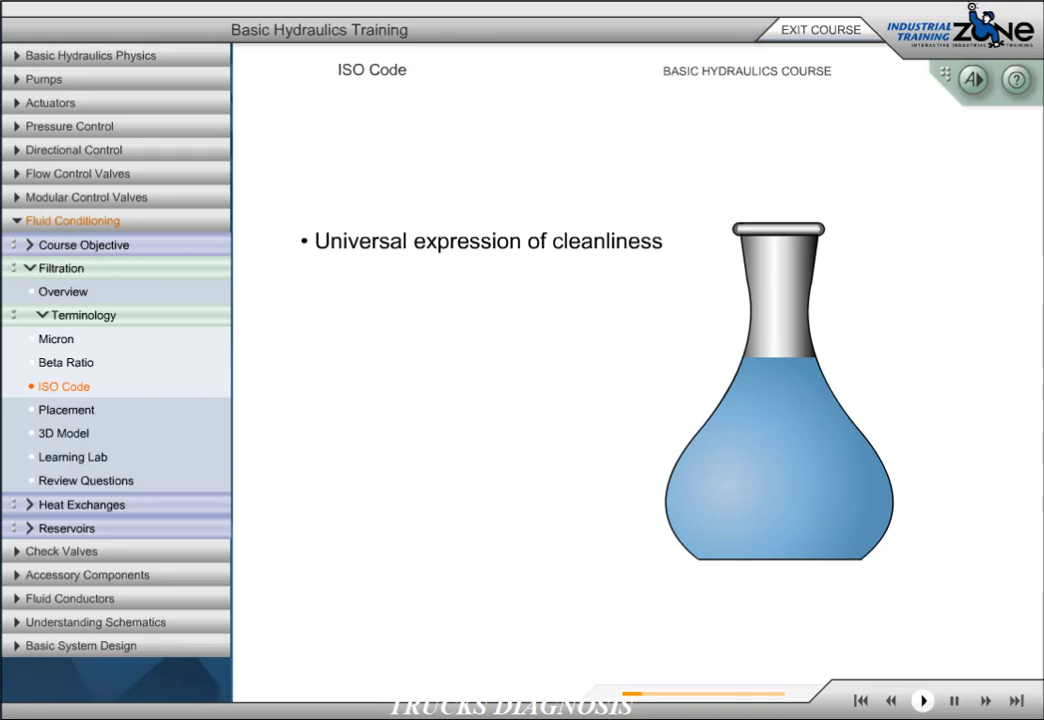 Basic Hydraulics Training
EXIT COURSE
INDUSTRIAL
TRAINING
ZONE
INTERACTIVE INDUSTRIAL TRAINING
ISO Code
BASIC HYDRAULICS COURSE
A
?
Basic Hydraulics Physics
Pumps
Actuators
Pressure Control
Directional Control
Flow Control Valves
Modular Control Valves
Fluid Conditioning
Course Objective
Filtration
Overview
Terminology
Micron
Beta Ratio
ISO Code
Placement
3D Model
Learning Lab
Review Questions
Heat Exchanges
Reservoirs
Check Valves
Accessory Components
Fluid Conductors
Understanding Schematics
Basic System Design
• Universal expression of cleanliness
TRUCKS DIAGNOSIS